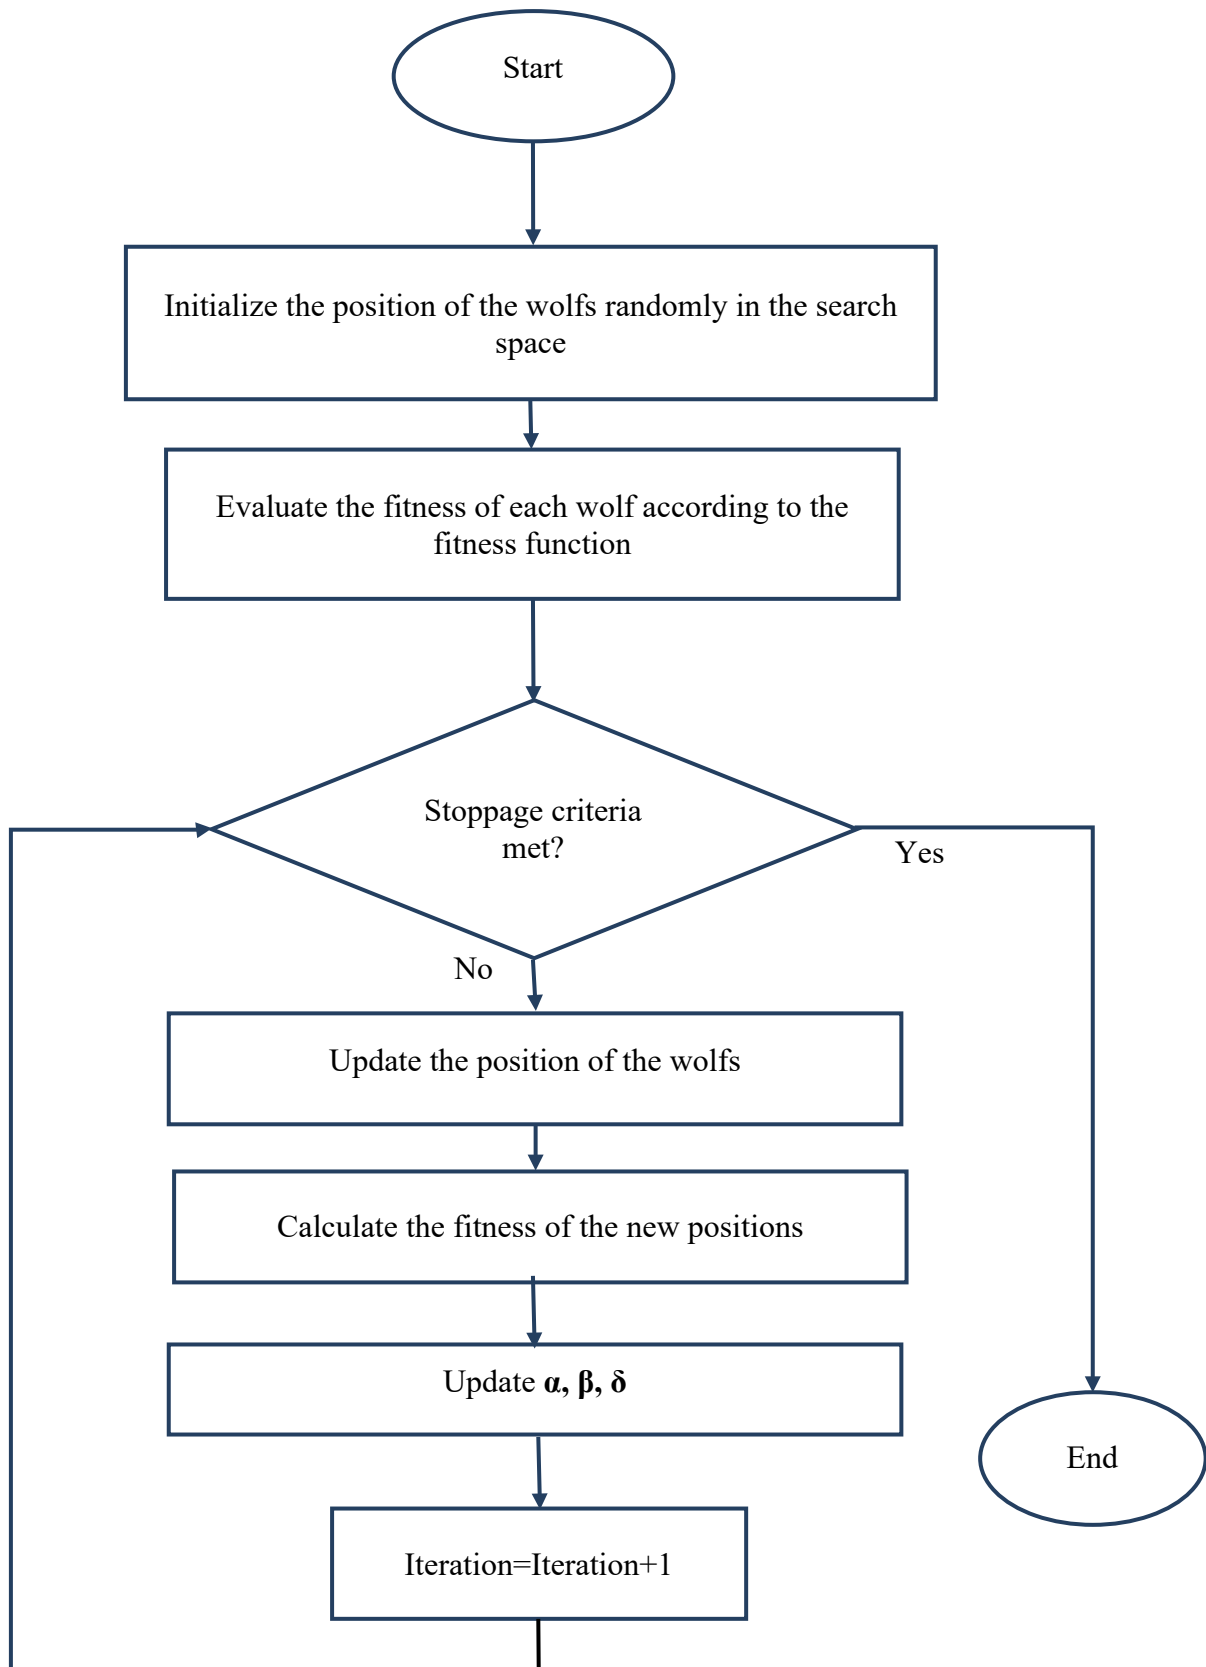 Start
Initialize the position of the wolfs randomly in the search
space
Evaluate the fitness of each wolf according to the
fitness function
Stoppage criteria
met?
Yes
No
Update the position of the wolfs
Calculate the fitness of the new positions
Update α, β, δ
End
Iteration=Iteration+1